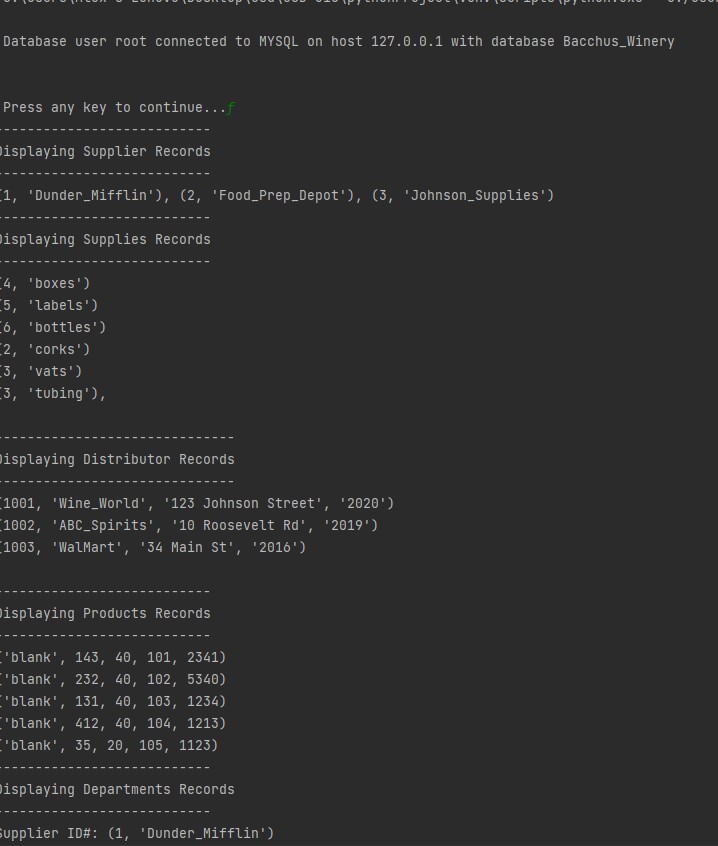 Database user root connected to MYSQL on host 127.0.0.1 with database Bacchus_Winery
Press any key to continue...f
--------------------------
Displaying Supplier Records
--------------------------
(1, 'Dunder_Mifflin'), (2, 'Food_Prep_Depot'), (3, 'Johnson_Supplies')
--------------------------
Displaying Supplies Records
--------------------------
(4, 'boxes')
(5, 'labels')
(6, 'bottles')
(2, 'corks')
(3, 'vats')
(3, 'tubing'),
-----------------------------
Displaying Distributor Records
-----------------------------
(1001, 'Wine_World', '123 Johnson Street', '2020')
(1002, 'ABC_Spirits', '10 Roosevelt Rd', '2019')
(1003, 'WalMart', '34 Main St', '2016')
--------------------------
Displaying Products Records
--------------------------
('blank', 143, 40, 101, 2341)
('blank', 232, 40, 102, 5340)
('blank', 131, 40, 103, 1234)
('blank', 412, 40, 104, 1213)
('blank', 35, 20, 105, 1123)
--------------------------
Displaying Departments Records
--------------------------
Supplier ID#: (1, 'Dunder_Mifflin')